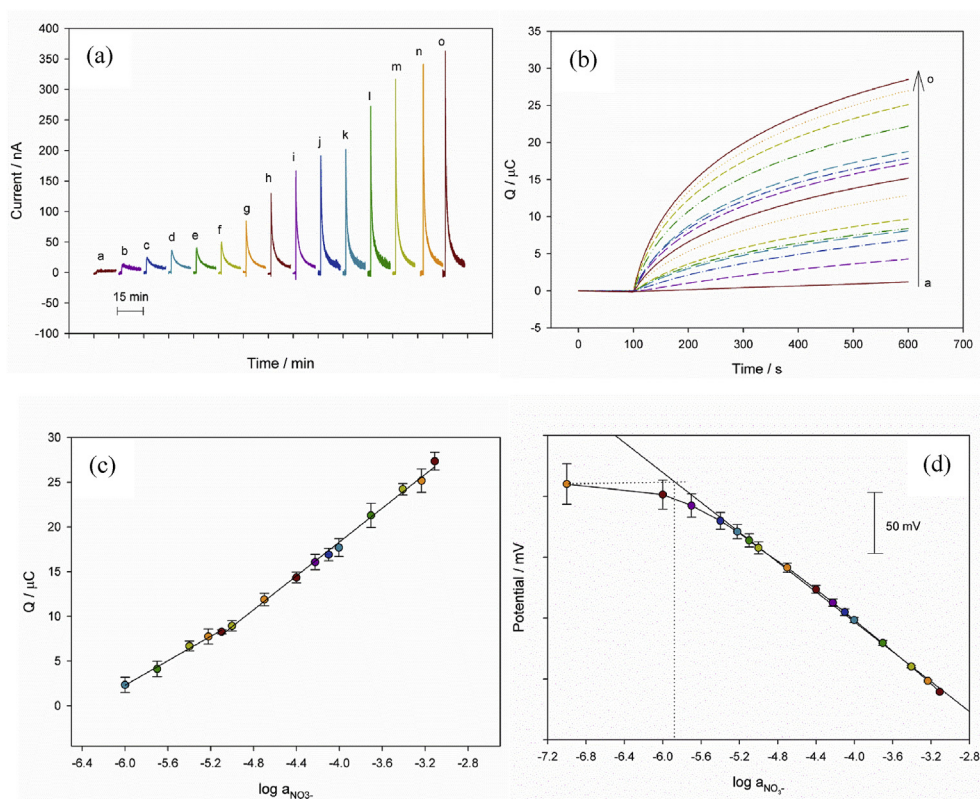 (a)
400
350
300
250
200
150
100
50
0
-50
-100
Current / nA
a b c d e f g h i j k l m n o
15 min
Time / min
(b)
35
30
25
20
15
10
5
0
-5
Q / μC
o
a
0 100 200 300 400 500 600 700
Time / s
(c)
30
25
20
15
10
5
0
Q / μC
-6.4 -6.0 -5.6 -5.2 -4.8 -4.4 -4.0 -3.6 -3.2 -2.8
log aNO3-
(d)
50 mV
Potential / mV
-7.2 -6.8 -6.4 -6.0 -5.6 -5.2 -4.8 -4.4 -4.0 -3.6 -3.2 -2.8
log aNO3-